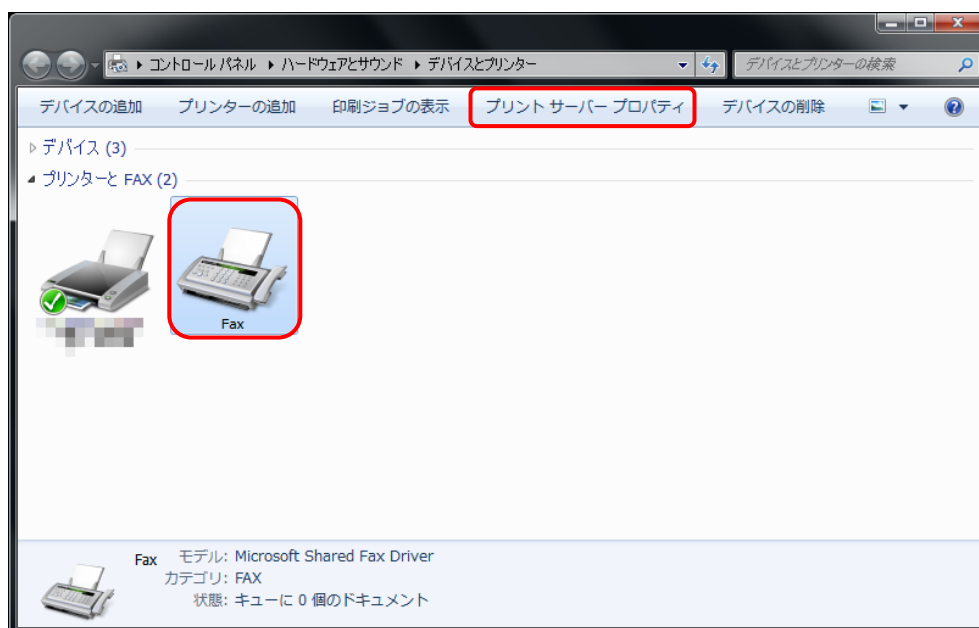 コントロール パネル ハードウェアとサウンド デバイスとプリンター デバイスとプリンターの検索
デバイスの追加 プリンターの追加 印刷ジョブの表示 プリント サーバー プロパティ デバイスの削除
デバイス (3)
プリンターと FAX (2)
Fax
Fax モデル: Microsoft Shared Fax Driver
カテゴリ: FAX
状態: キューに 0 個のドキュメント